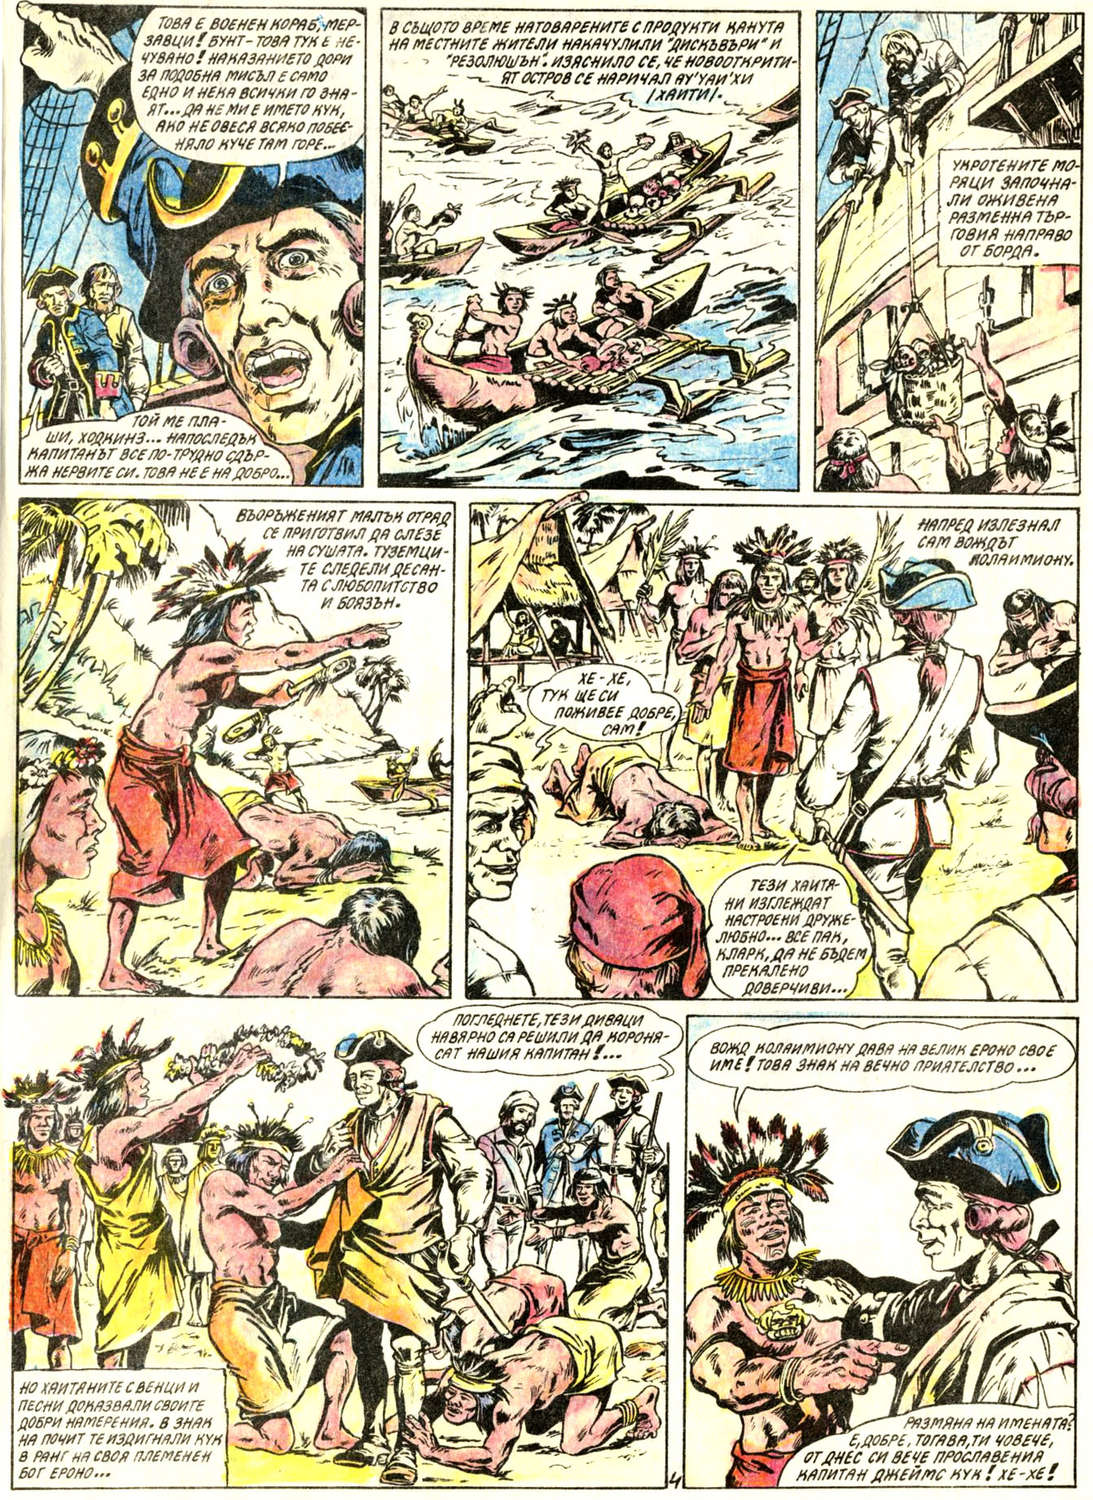 ТОВА Е ВОЕНЕН КОРАБ, МЕР-
ЗАВЦИ! БУНТ-ТОВА ТУК Е НЕ-
ЧУВАНО! НАКАЗАНИЕТО ДОРИ
ЗА ПОДОБНА МИСЪЛ Е САМО
ЕДНО И НЕКА ВСИЧКИ ГО ЗНА-
ЯТ... ДА НЕ МИ Е ИМЕТО КУК,
АКО НЕ ОБЕСЯ ВСЯКО ПОБЕС-
НЯЛО КУЧЕ ТАМ ГОРЕ...
ТОЙ МЕ ПЛА-
ШИ, ХОДКИНЗ... НАПОСЛЕДЪК
КАПИТАНЪТ ВСЕ ПО-ТРУДНО СДЪР-
ЖА НЕРВИТЕ СИ. ТОВА НЕ Е НА ДОБРО...
В СЪЩОТО ВРЕМЕ НАТОВАРЕНИТЕ С ПРОДУКТИ КАНУТА
НА МЕСТНИТЕ ЖИТЕЛИ НАКАЧУЛИЛИ "ДИСКЪВЪРИ" И
"РЕЗОЛЮШЪН". ИЗЯСНИЛО СЕ, ЧЕ НОВООТКРИТИ-
ЯТ ОСТРОВ СЕ НАРИЧАЛ АУ'УАИ'ХИ
/ХАИТИ/.
УКРОТЕНИТЕ МО-
РЯЦИ ЗАПОЧНА-
ЛИ ОЖИВЕНА
РАЗМЕННА ТЪР-
ГОВИЯ НАПРАВО
ОТ БОРДА.
ВЪОРЪЖЕНИЯТ МАЛЪК ОТРЯД
СЕ ПРИГОТВИЛ ДА СЛЕЗЕ
НА СУШАТА. ТУЗЕМЦИ-
ТЕ СЛЕДЕЛИ ДЕСАН-
ТА С ЛЮБОПИТСТВО
И БОЯЗЪН.
НАПРЕД ИЗЛЕЗНАЛ
САМ ВОЖДЪТ
КОЛАИМИОНУ.
ХЕ-ХЕ,
ТУК ЩЕ СИ
ПОЖИВЕЕ ДОБРЕ,
САМ!
ТЕЗИ ХАИТЯ-
НИ ИЗГЛЕЖДАТ
НАСТРОЕНИ ДРУЖЕ-
ЛЮБНО... ВСЕ ПАК,
КЛАРК, ДА НЕ БЪДЕМ
ПРЕКАЛЕНО
ДОВЕРЧИВИ...
ПОГЛЕДНЕТЕ, ТЕЗИ ДИВАЦИ
НАВЯРНО СА РЕШИЛИ ДА КОРОНЯ-
САТ НАШИЯ КАПИТАН!...
НО ХАИТЯНИТЕ С ВЕНЦИ И
ПЕСНИ ДОКАЗВАЛИ СВОИТЕ
ДОБРИ НАМЕРЕНИЯ. В ЗНАК
НА ПОЧИТ ТЕ ИЗДИГНАЛИ КУК
В РАНГ НА СВОЯ ПЛЕМЕНЕН
БОГ ЕРОНО...
ВОЖД КОЛАИМИОНУ ДАВА НА ВЕЛИК ЕРОНО СВОЕ
ИМЕ! ТОВА ЗНАК НА ВЕЧНО ПРИЯТЕЛСТВО...
РАЗМЯНА НА ИМЕНАТА?
Е, ДОБРЕ, ТОГАВА, ТИ ЧОВЕЧЕ,
ОТ ДНЕС СИ ВЕЧЕ ПРОСЛАВЕНИЯ
КАПИТАН ДЖЕЙМС КУК! ХЕ-ХЕ!
4